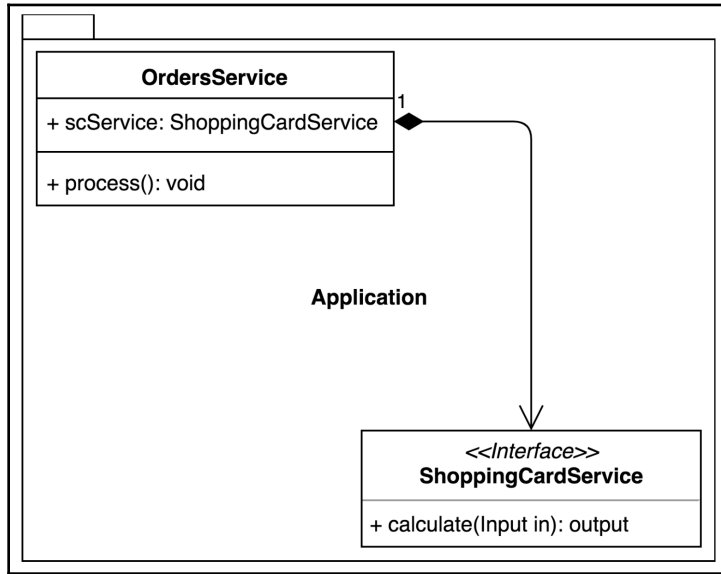 OrdersService
1
+ scService: ShoppingCardService
+ process(): void
Application
<<Interface>>
ShoppingCardService
+ calculate(Input in): output